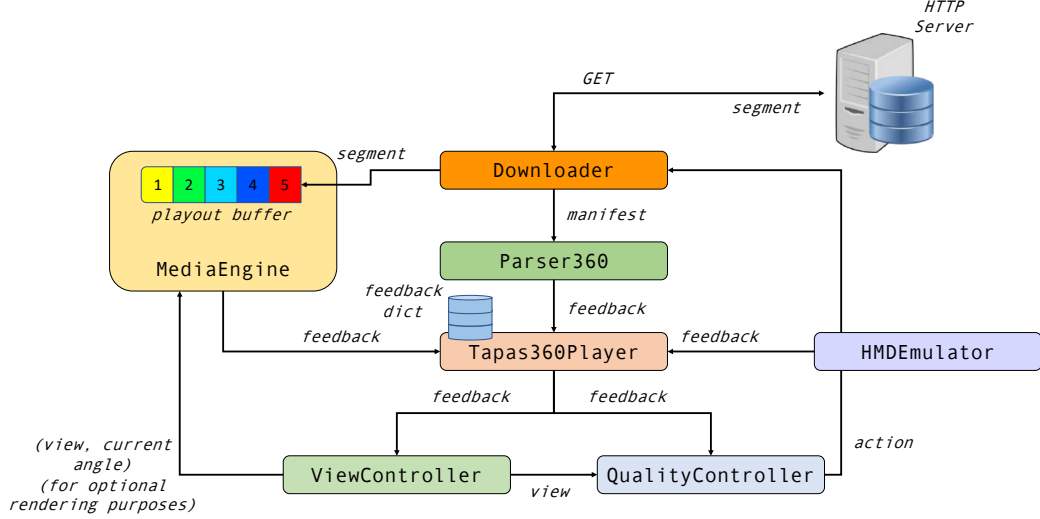 HTTP
Server
GET
segment
segment
Downloader
1 2 3 4 5
playout buffer
manifest
MediaEngine
Parser360
feedback
dict
feedback
feedback
Tapas360Player
feedback
HMDEmulator
feedback
feedback
(view, current
angle)
(for optional
rendering purposes)
action
ViewController
view
QualityController